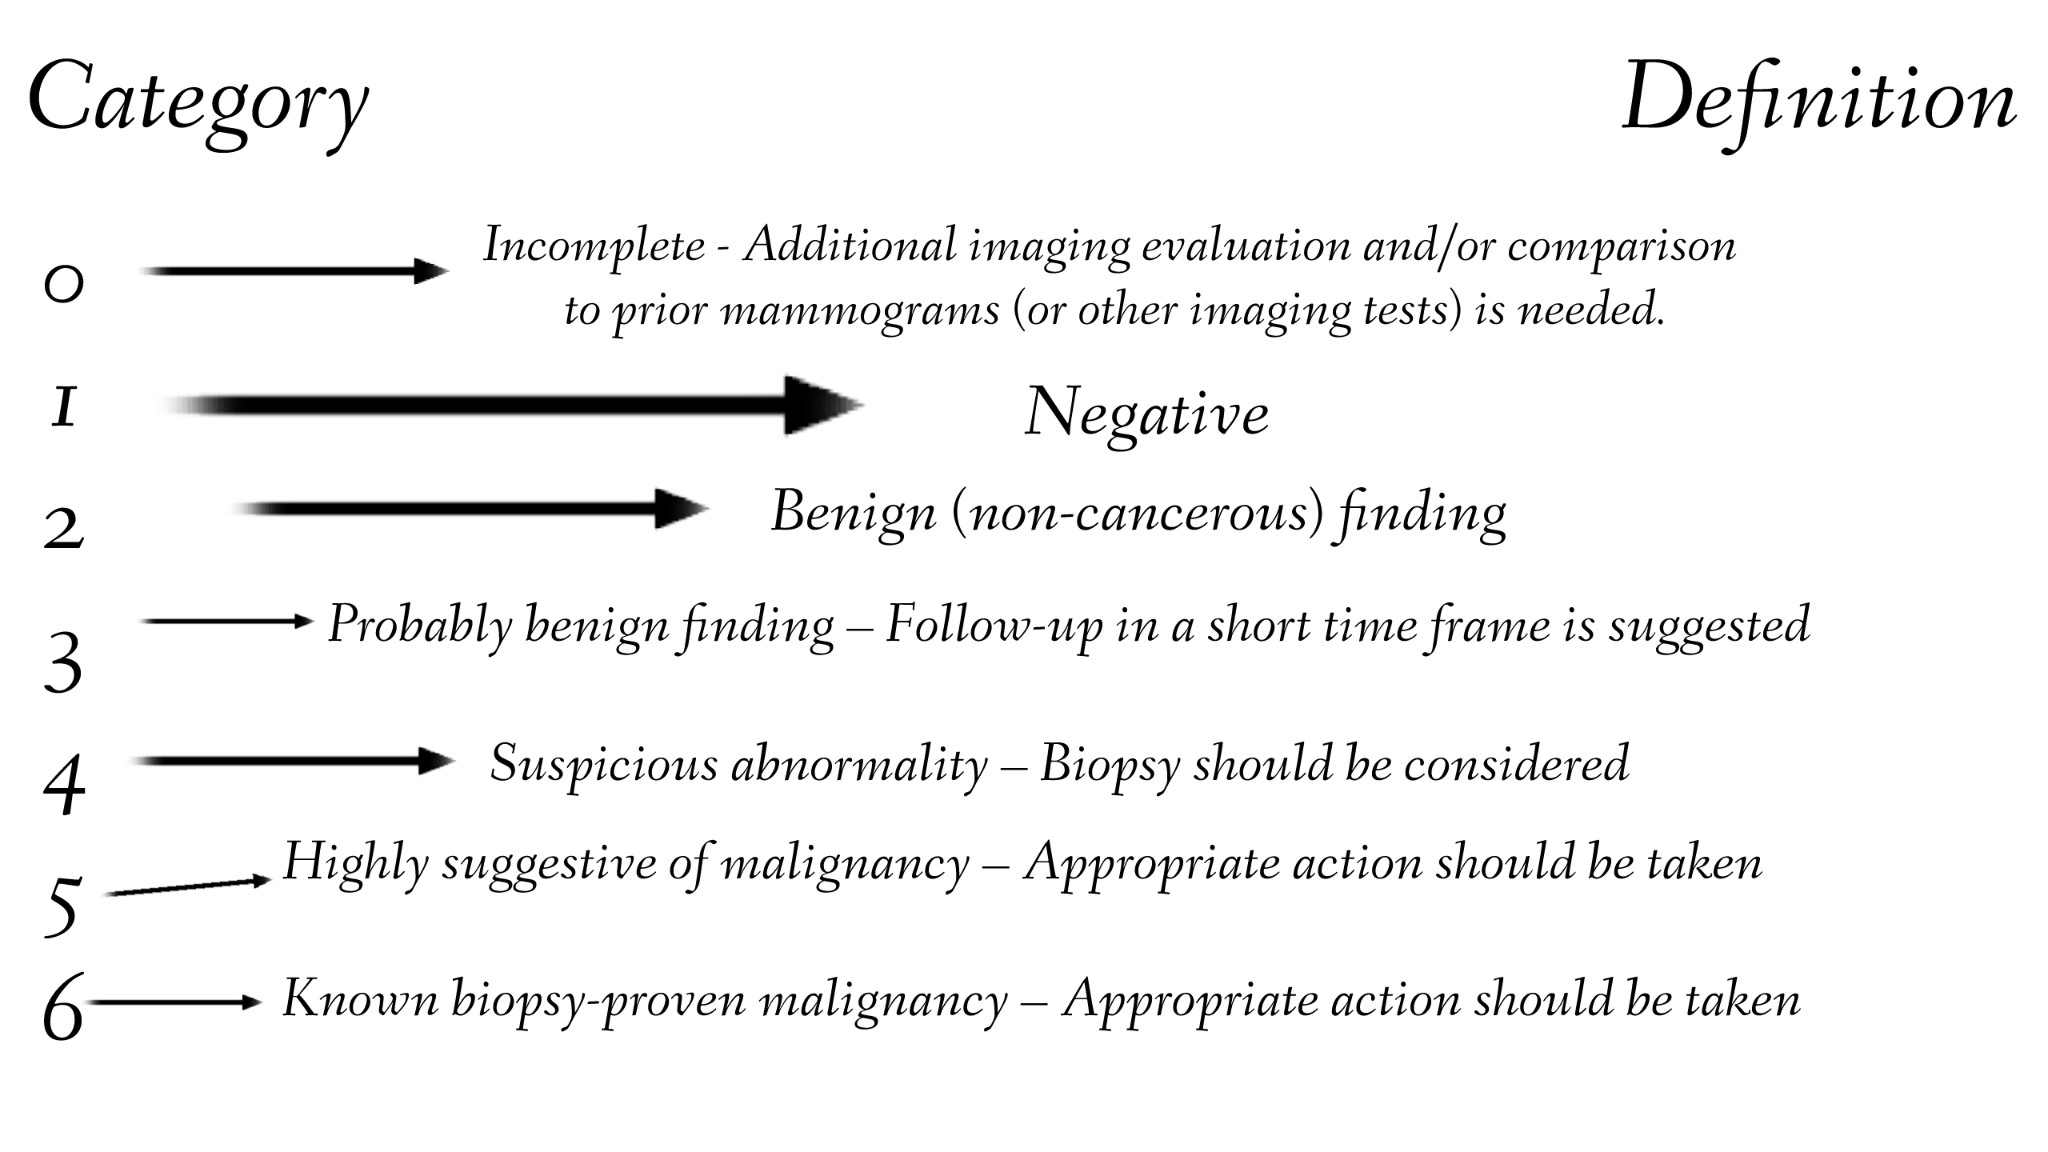 Category Definition
0 Incomplete - Additional imaging evaluation and/or comparison
to prior mammograms (or other imaging tests) is needed.
1 Negative
2 Benign (non-cancerous) finding
3 Probably benign finding – Follow-up in a short time frame is suggested
4 Suspicious abnormality – Biopsy should be considered
5 Highly suggestive of malignancy – Appropriate action should be taken
6 Known biopsy-proven malignancy – Appropriate action should be taken